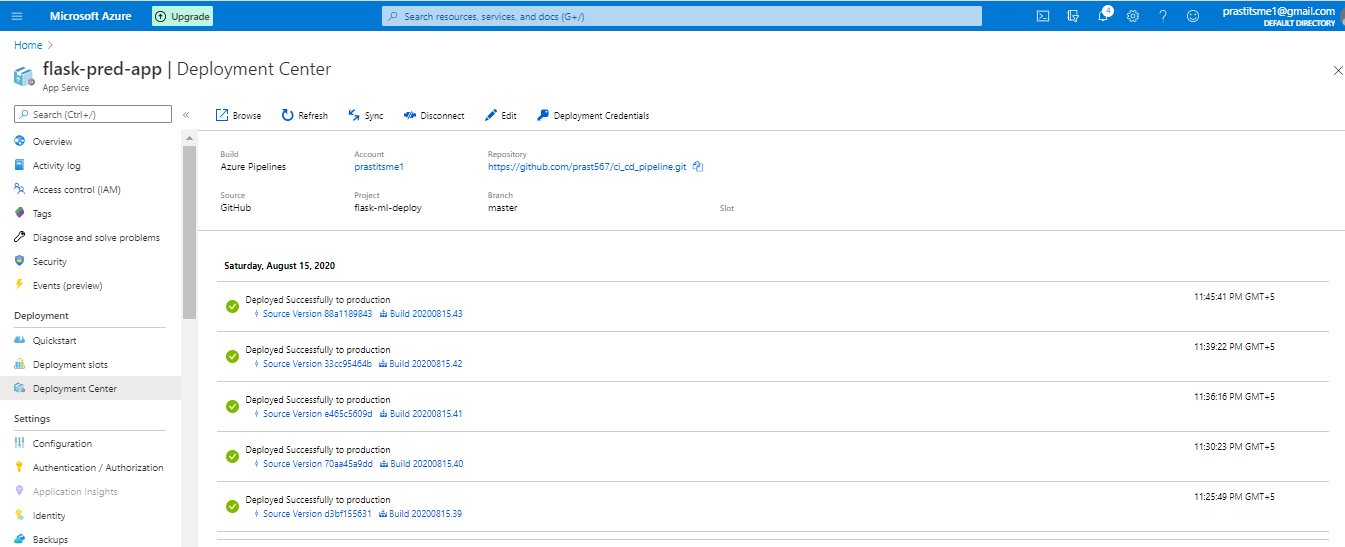 Microsoft Azure Upgrade Search resources, services, and docs (G+/) 4 prastitsme1@gmail.com
DEFAULT DIRECTORY
Home
flask-pred-app | Deployment Center
App Service
Search (Ctrl+/)
Browse Refresh Sync Disconnect Edit Deployment Credentials
Overview
Activity log
Access control (IAM)
Tags
Diagnose and solve problems
Security
Events (preview)
Deployment
Quickstart
Deployment slots
Deployment Center
Settings
Configuration
Authentication / Authorization
Application Insights
Identity
Backups
Build Account Repository
Azure Pipelines prastitsme1 https://github.com/prast567/ci_cd_pipeline.git
Source Project Branch
GitHub flask-ml-deploy master Slot
Saturday, August 15, 2020
Deployed Successfully to production 11:45:41 PM GMT+5
Source Version 88a1189843 Build 20200815.43
Deployed Successfully to production 11:39:22 PM GMT+5
Source Version 33cc95464b Build 20200815.42
Deployed Successfully to production 11:36:16 PM GMT+5
Source Version e465c5609d Build 20200815.41
Deployed Successfully to production 11:30:23 PM GMT+5
Source Version 70aa45a9dd Build 20200815.40
Deployed Successfully to production 11:25:49 PM GMT+5
Source Version d3bf155631 Build 20200815.39